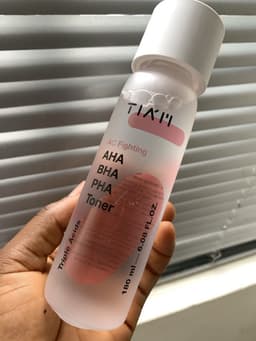 TIA'M
AC Fighting
AHA
BHA
PHA
Toner
Triple Acids
180 ml — 6.08 FL.OZ.